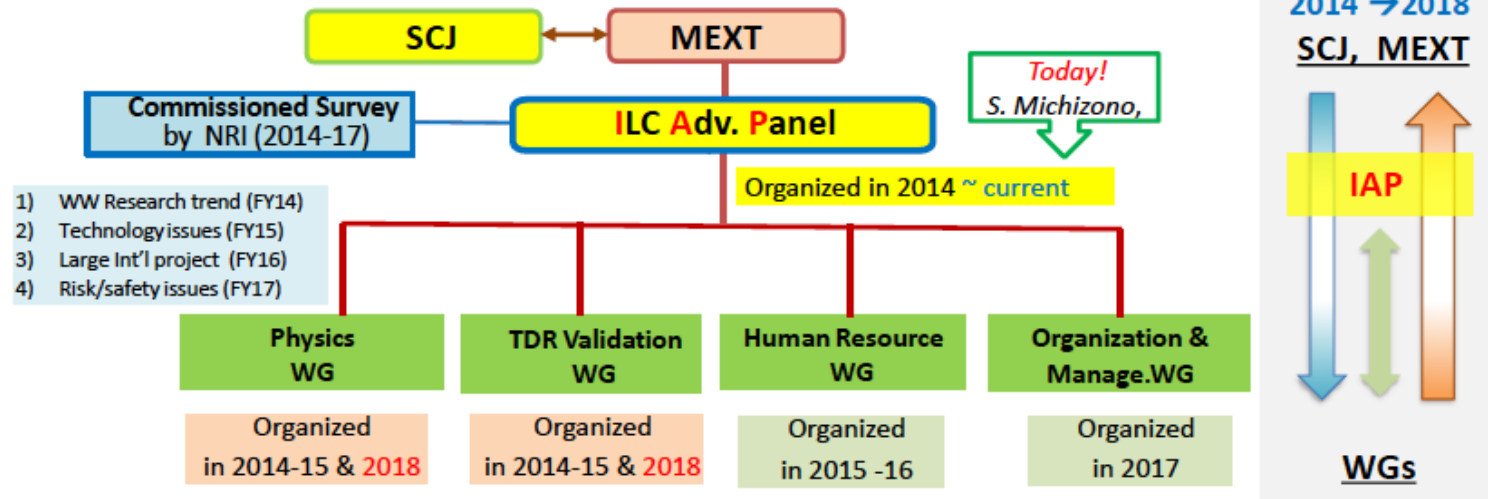 SCJ
MEXT
Today!
S. Michizono,
Commissioned Survey
by NRI (2014-17)
ILC Adv. Panel
Organized in 2014 ~ current
1) WW Research trend (FY14)
2) Technology issues (FY15)
3) Large Int'l project (FY16)
4) Risk/safety issues (FY17)
Physics
WG
TDR Validation
WG
Human Resource
WG
Organization &
Manage.WG
Organized
in 2014-15 & 2018
Organized
in 2014-15 & 2018
Organized
in 2015 -16
Organized
in 2017
2014 →2018
SCJ, MEXT
IAP
WGs